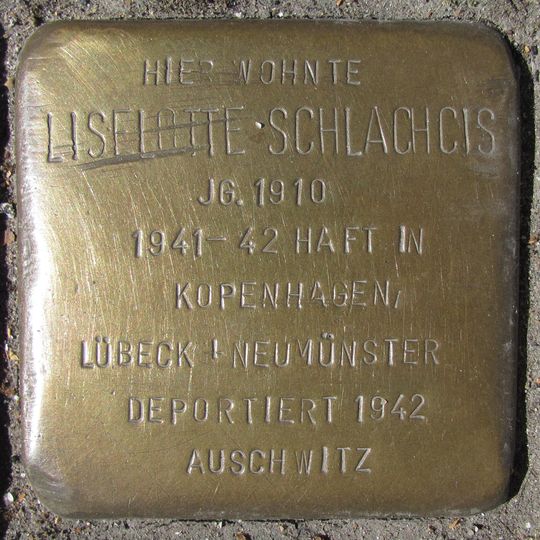 HIER WOHNTE
LISELOTTE SCHLACHCIS
JG. 1910
1941-42 HAFT IN
KOPENHAGEN,
LÜBECK + NEUMÜNSTER
DEPORTIERT 1942
AUSCHWITZ